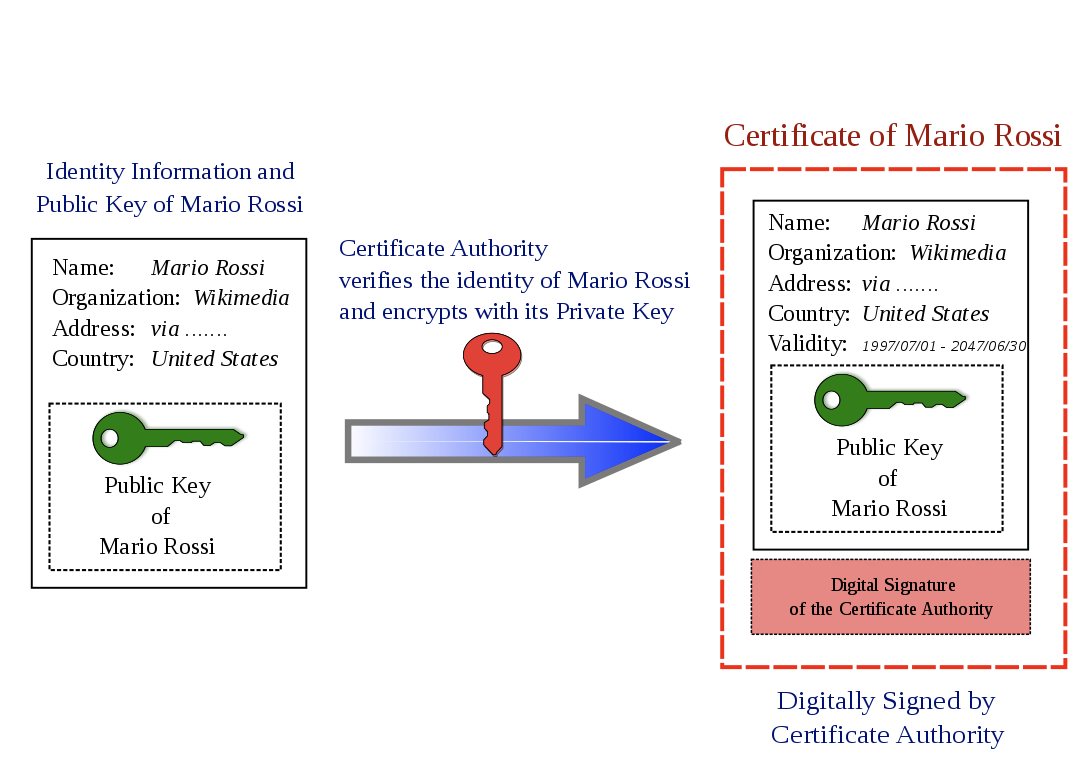 Identity Information and
Public Key of Mario Rossi
Name: Mario Rossi
Organization: Wikimedia
Address: via .......
Country: United States
Public Key
of
Mario Rossi
Certificate Authority
verifies the identity of Mario Rossi
and encrypts with its Private Key
Certificate of Mario Rossi
Name: Mario Rossi
Organization: Wikimedia
Address: via .......
Country: United States
Validity: 1997/07/01 - 2047/06/30
Public Key
of
Mario Rossi
Digital Signature
of the Certificate Authority
Digitally Signed by
Certificate Authority